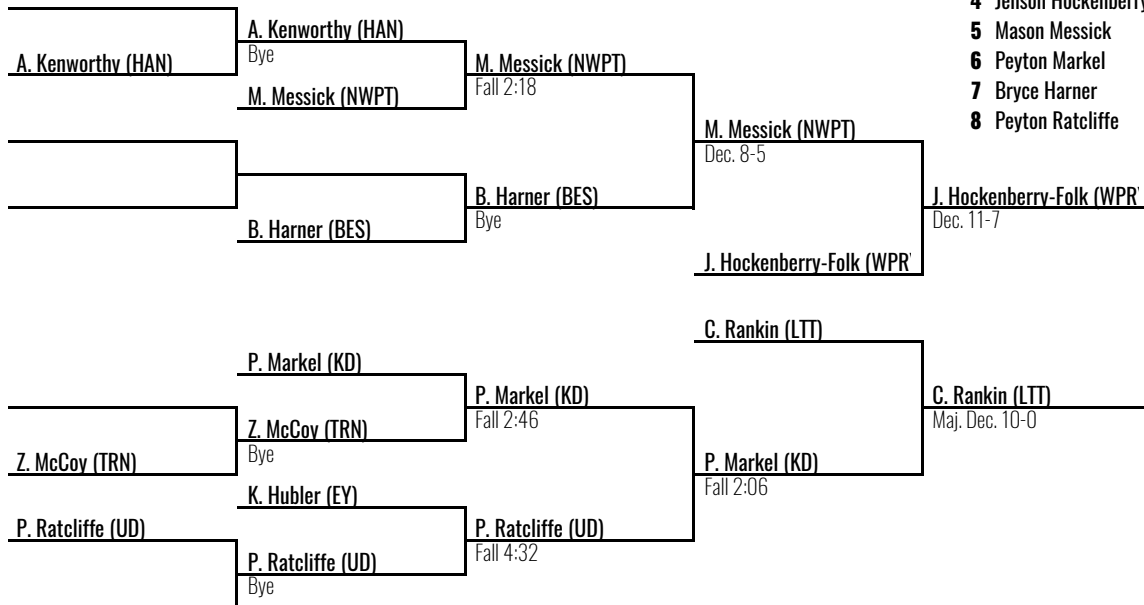 4 Jenson Hockenberry
A. Kenworthy (HAN)
Bye
5 Mason Messick
A. Kenworthy (HAN)
M. Messick (NWPT)
Fall 2:18
6 Peyton Markel
M. Messick (NWPT)
7 Bryce Harner
8 Peyton Ratcliffe
M. Messick (NWPT)
Dec. 8-5
B. Harner (BES)
Bye
J. Hockenberry-Folk (WPR
Dec. 11-7
B. Harner (BES)
J. Hockenberry-Folk (WPR
C. Rankin (LTT)
P. Markel (KD)
P. Markel (KD)
Fall 2:46
C. Rankin (LTT)
Maj. Dec. 10-0
Z. McCoy (TRN)
Bye
Z. McCoy (TRN)
P. Markel (KD)
Fall 2:06
K. Hubler (EY)
P. Ratcliffe (UD)
P. Ratcliffe (UD)
Fall 4:32
P. Ratcliffe (UD)
Bye